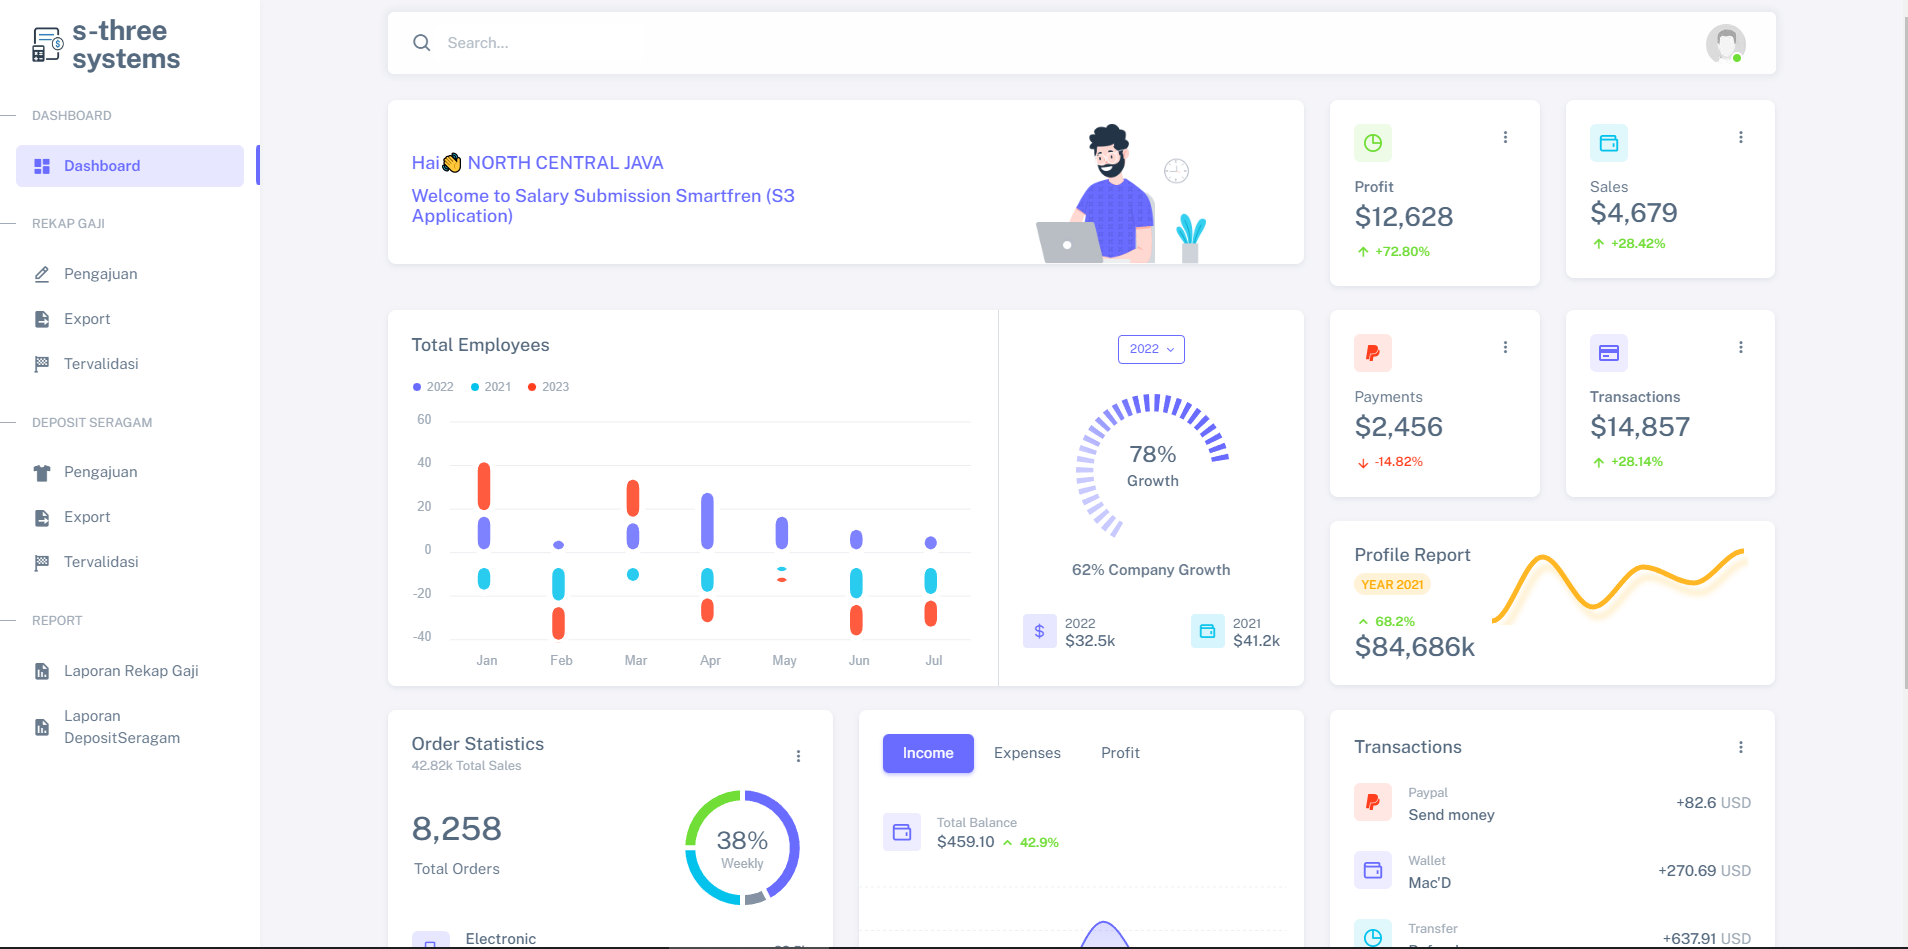 s-three
systems
DASHBOARD
Dashboard
REKAP GAJI
Pengajuan
Export
Tervalidasi
DEPOSIT SERAGAM
Pengajuan
Export
Tervalidasi
REPORT
Laporan Rekap Gaji
Laporan
DepositSeragam
Search...
Hai👋 NORTH CENTRAL JAVA
Welcome to Salary Submission Smartfren (S3
Application)
Profit
$12,628
+72.80%
Sales
$4,679
+28.42%
Total Employees
2022 2021 2023
60
40
20
0
-20
-40
Jan Feb Mar Apr May Jun Jul
2022
78%
Growth
62% Company Growth
$
2022
$32.5k
2021
$41.2k
Payments
$2,456
-14.82%
Transactions
$14,857
+28.14%
Profile Report
YEAR 2021
68.2%
$84,686k
Order Statistics
42.82k Total Sales
8,258
Total Orders
38%
Weekly
Electronic
Income Expenses Profit
Total Balance
$459.10 42.9%
Transactions
Paypal
Send money
+82.6 USD
Wallet
Mac'D
+270.69 USD
Transfer
+637.91 USD